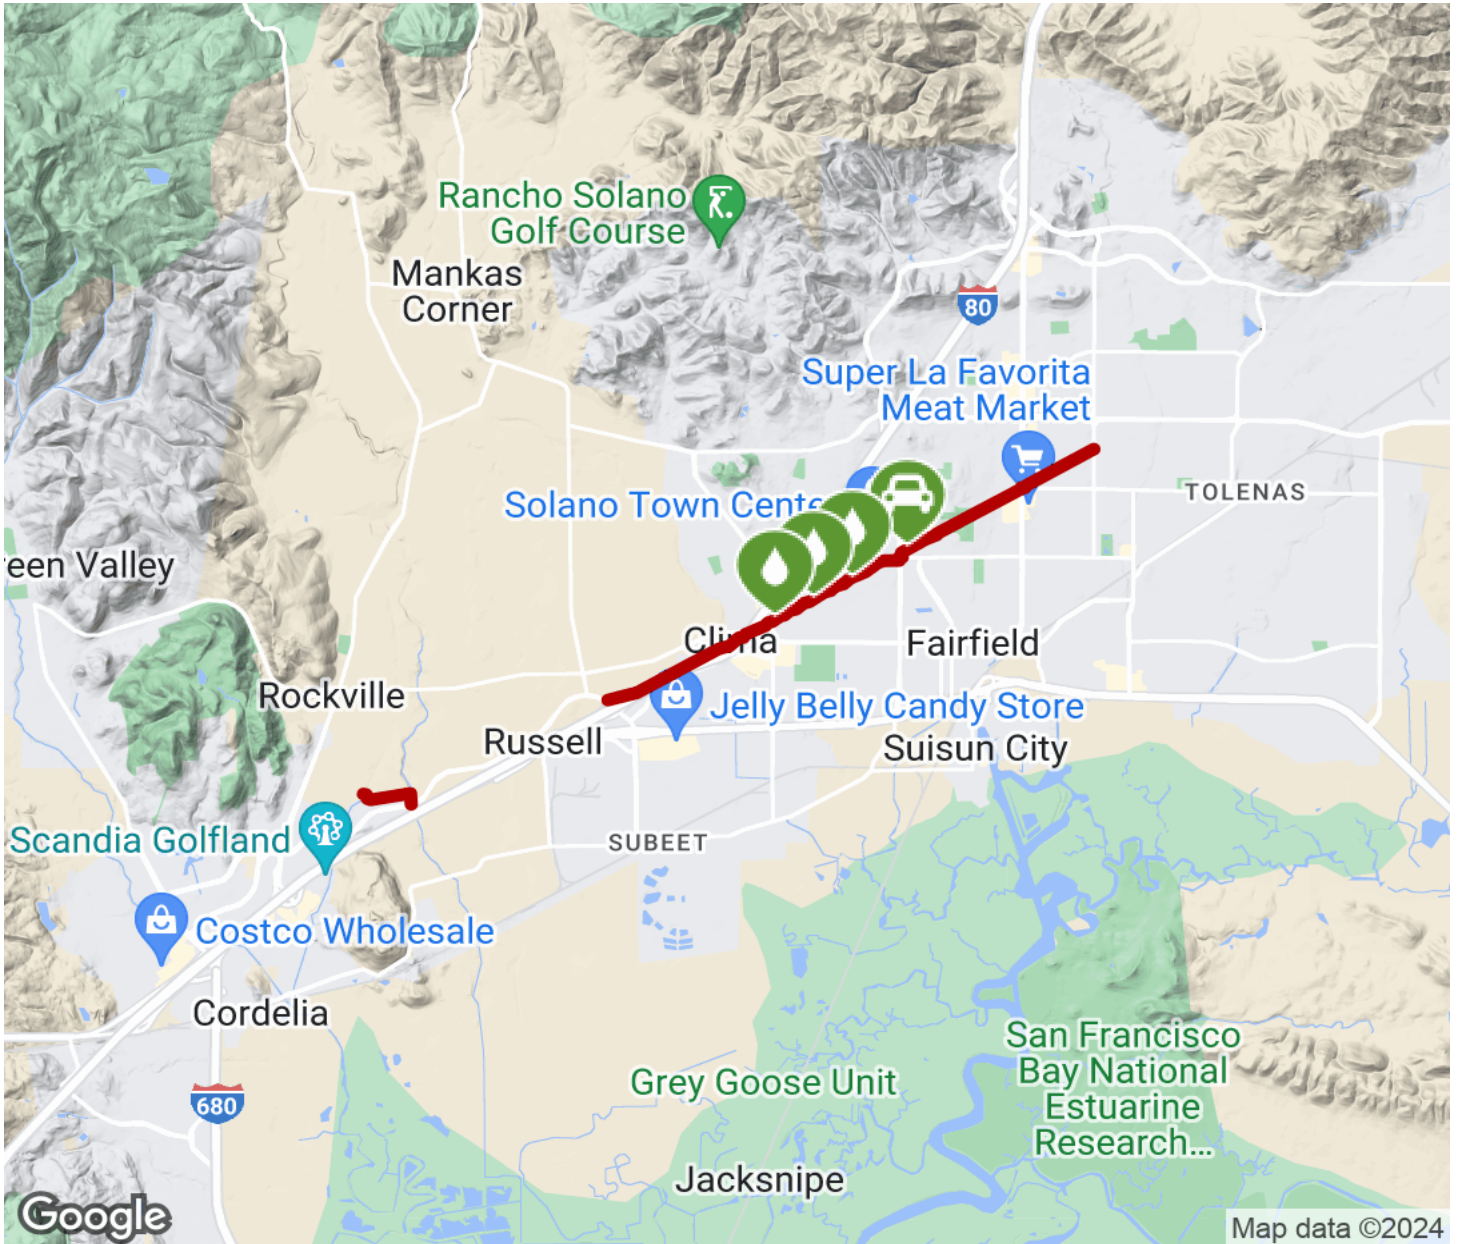 Rancho Solano
Golf Course
Mankas
Corner
80
Super La Favorita
Meat Market
Solano Town Cente
TOLENAS
een Valley
Clima
Fairfield
Rockville
Jelly Belly Candy Store
Russell
Suisun City
Scandia Golfland
SUBEET
Costco Wholesale
Cordelia
San Francisco
Bay National
Estuarine
Research...
Grey Goose Unit
680
Jacksnipe
Google
Map data ©2024